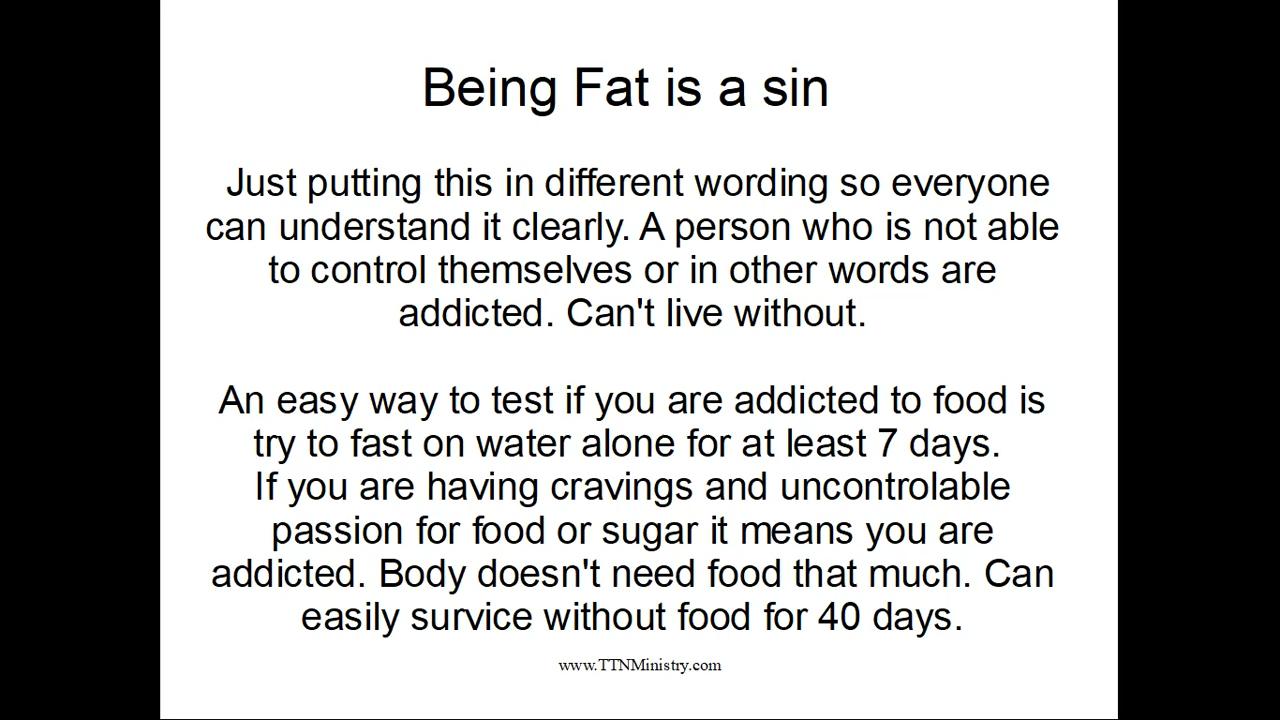 Being Fat is a sin
Just putting this in different wording so everyone
can understand it clearly. A person who is not able
to control themselves or in other words are
addicted. Can't live without.
An easy way to test if you are addicted to food is
try to fast on water alone for at least 7 days.
If you are having cravings and uncontrolable
passion for food or sugar it means you are
addicted. Body doesn't need food that much. Can
easily survice without food for 40 days.
www.TTNMinistry.com